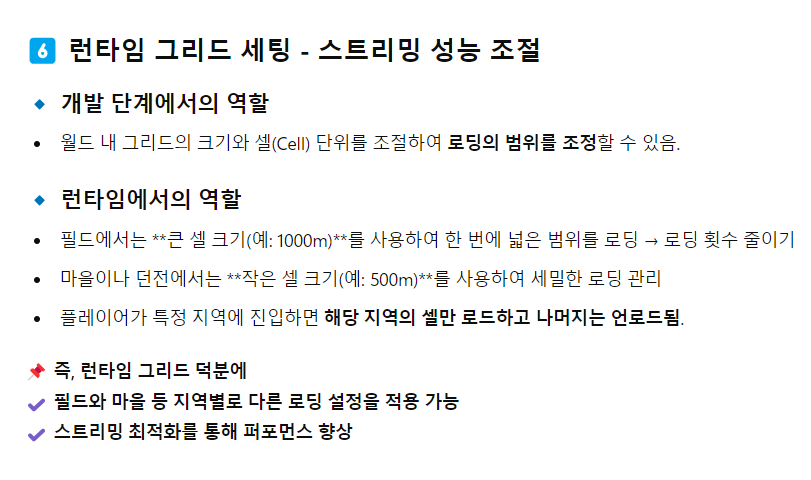 6 런타임 그리드 세팅 - 스트리밍 성능 조절
개발 단계에서의 역할
월드 내 그리드의 크기와 셀(Cell) 단위를 조절하여 로딩의 범위를 조정할 수 있음.
런타임에서의 역할
필드에서는 **큰 셀 크기(예: 1000m)**를 사용하여 한 번에 넓은 범위를 로딩 → 로딩 횟수 줄이기
마을이나 던전에서는 **작은 셀 크기(예: 500m)**를 사용하여 세밀한 로딩 관리
플레이어가 특정 지역에 진입하면 해당 지역의 셀만 로드하고 나머지는 언로드됨.
📌 즉, 런타임 그리드 덕분에
✔ 필드와 마을 등 지역별로 다른 로딩 설정을 적용 가능
✔ 스트리밍 최적화를 통해 퍼포먼스 향상